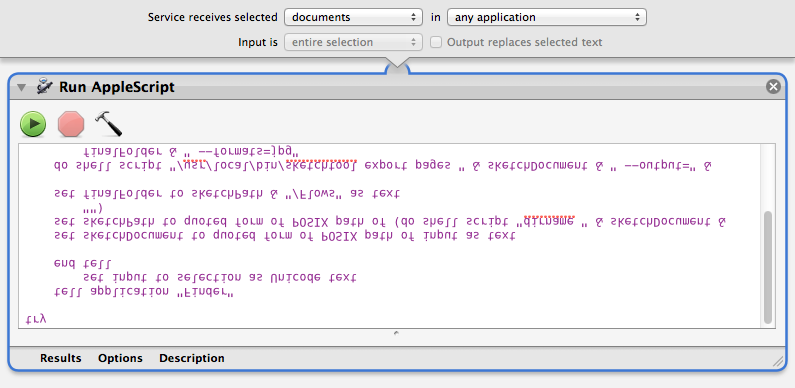 Service receives selected documents in any application
Input is entire selection Output replaces selected text
Run AppleScript
try
tell application "Finder"
set input to selection as Unicode text
end tell
set sketchDocument to quoted form of POSIX path of input as text
set sketchPath to quoted form of POSIX path of (do shell script "dirname " & sketchDocument &
"")
set finalFolder to sketchPath & "/Flows" as text
do shell script "/usr/local/bin/sketchtool export pages " & sketchDocument & " --output=" &
finalFolder & " --formats=jpg"
Results Options Description